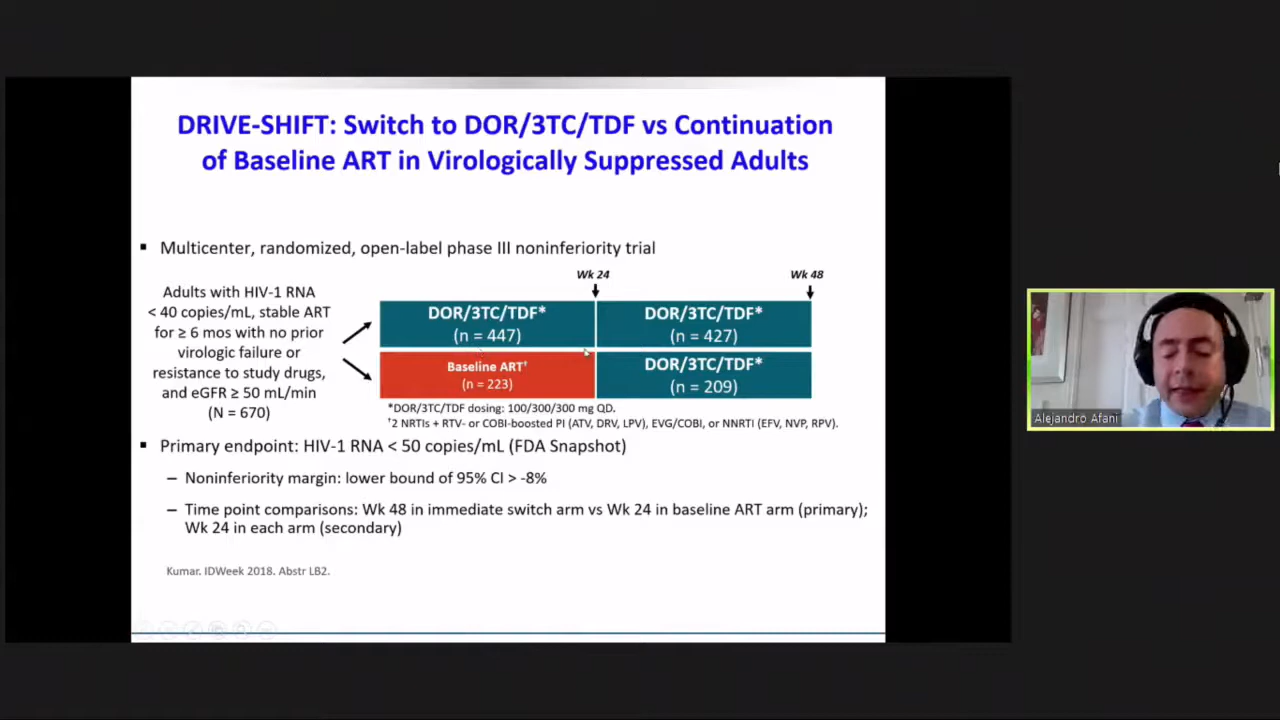 DRIVE-SHIFT: Switch to DOR/3TC/TDF vs Continuation
of Baseline ART in Virologically Suppressed Adults
▪ Multicenter, randomized, open-label phase III noninferiority trial
Wk 24
Wk 48
Adults with HIV-1 RNA
< 40 copies/mL, stable ART
for ≥ 6 mos with no prior
virologic failure or
resistance to study drugs,
and eGFR ≥ 50 mL/min
(N = 670)
DOR/3TC/TDF*
(n = 447)
DOR/3TC/TDF*
(n = 427)
Baseline ART†
(n = 223)
DOR/3TC/TDF*
(n = 209)
*DOR/3TC/TDF dosing: 100/300/300 mg QD.
†2 NRTIs + RTV- or COBI-boosted PI (ATV, DRV, LPV), EVG/COBI, or NNRTI (EFV, NVP, RPV).
▪ Primary endpoint: HIV-1 RNA < 50 copies/mL (FDA Snapshot)
– Noninferiority margin: lower bound of 95% CI > -8%
– Time point comparisons: Wk 48 in immediate switch arm vs Wk 24 in baseline ART arm (primary);
Wk 24 in each arm (secondary)
Kumar. IDWeek 2018. Abstr LB2.
Alejandro Afani